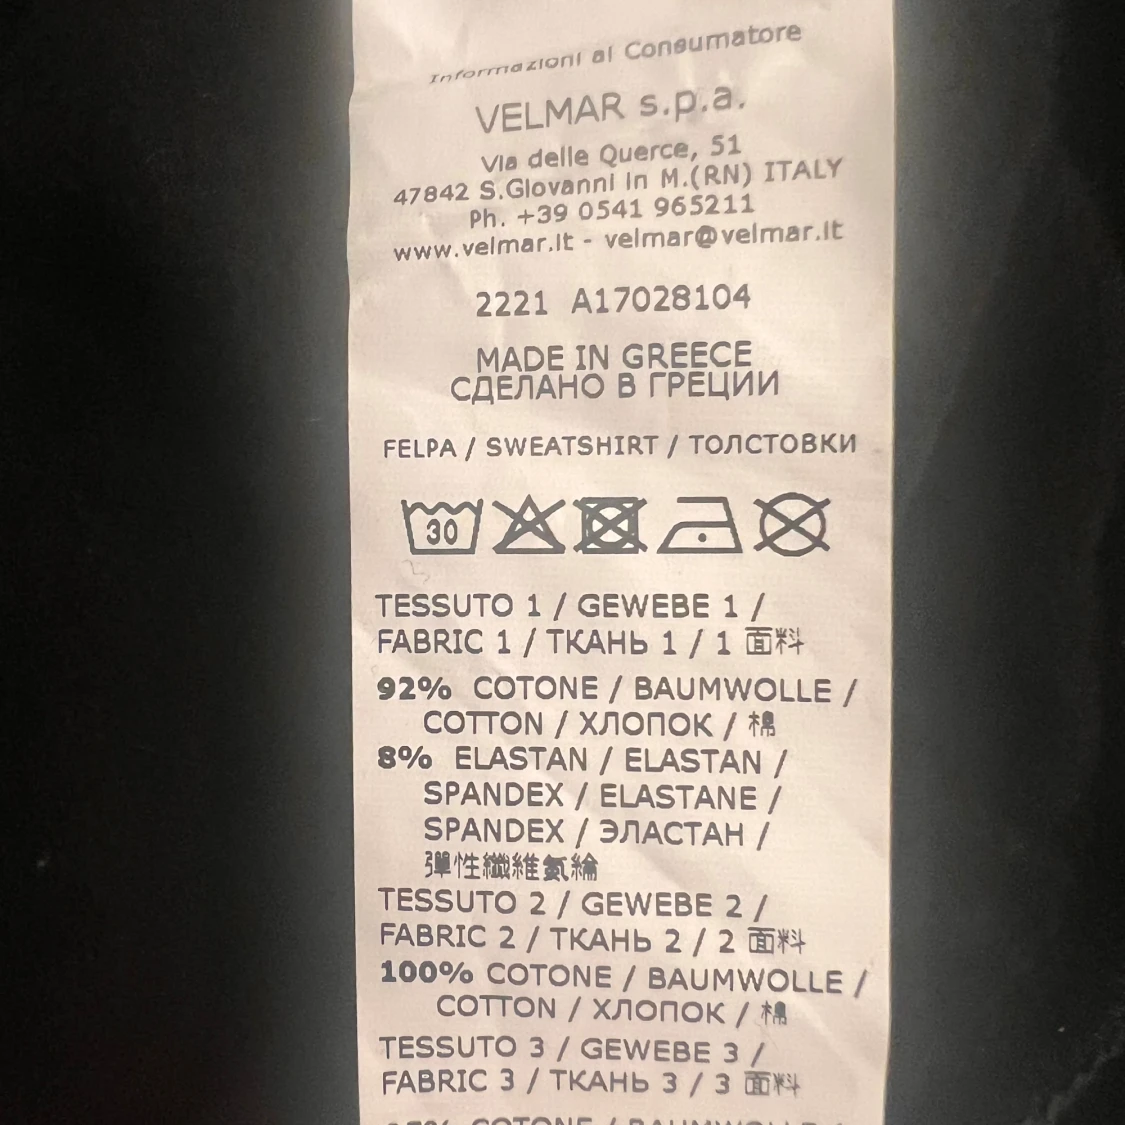 Informazioni al Consumatore
VELMAR s.p.a.
Via delle Querce, 51
47842 S.Giovanni in M.(RN) ITALY
Ph. +39 0541 965211
www.velmar.it - velmar@velmar.it
2221 A17028104
MADE IN GREECE
СДЕЛАНО В ГРЕЦИИ
FELPA / SWEATSHIRT / ТОЛСТОВКИ
30
TESSUTO 1 / GEWEBE 1 /
FABRIC 1 / ТКАНЬ 1 / 1 面料
92% COTONE / BAUMWOLLE /
COTTON / ХЛОПОК / 棉
8% ELASTAN / ELASTAN /
SPANDEX / ELASTANE /
SPANDEX / ЭЛАСТАН /
彈性纖維氨綸
TESSUTO 2 / GEWEBE 2 /
FABRIC 2 / ТКАНЬ 2 / 2 面料
100% COTONE / BAUMWOLLE /
COTTON / ХЛОПОК / 棉
TESSUTO 3 / GEWEBE 3 /
FABRIC 3 / ТКАНЬ 3 / 3 面料
COTONE / BAUMWOLLE /